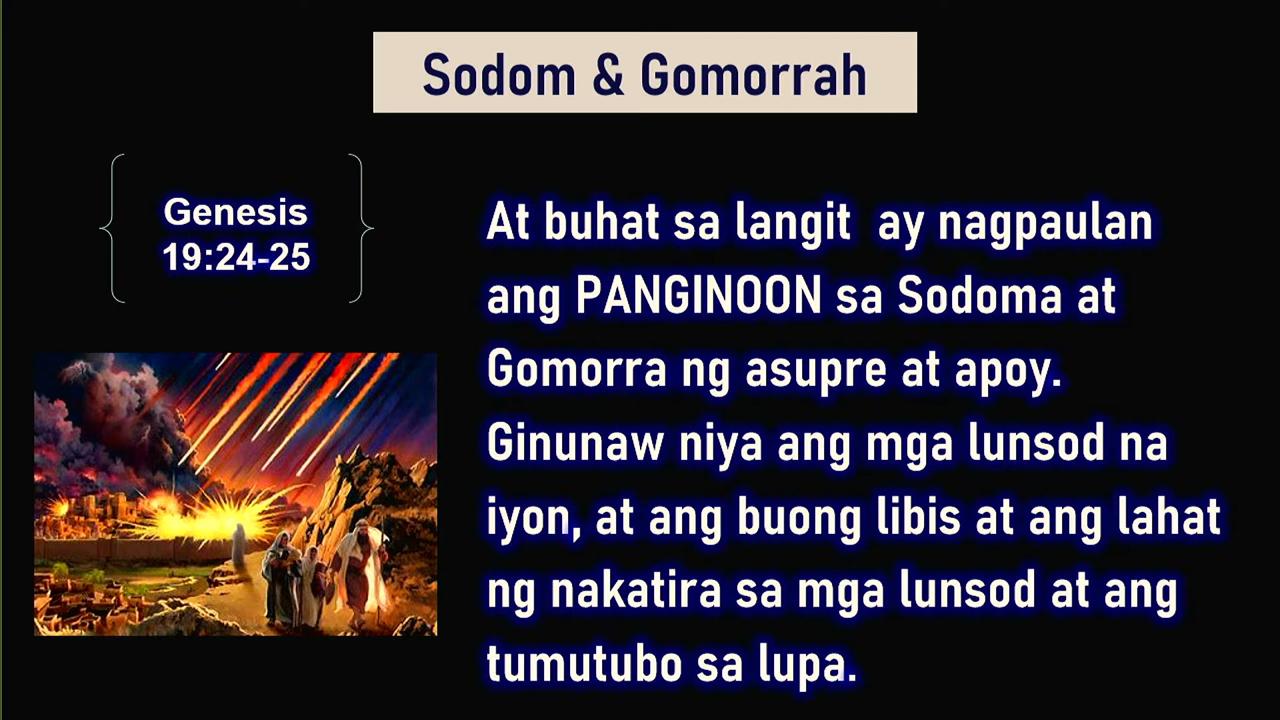 Sodom & Gomorrah
Genesis
19:24-25
At buhat sa langit ay nagpaulan
ang PANGINOON sa Sodoma at
Gomorra ng asupre at apoy.
Ginunaw niya ang mga lunsod na
iyon, at ang buong libis at ang lahat
ng nakatira sa mga lunsod at ang
tumutubo sa lupa.